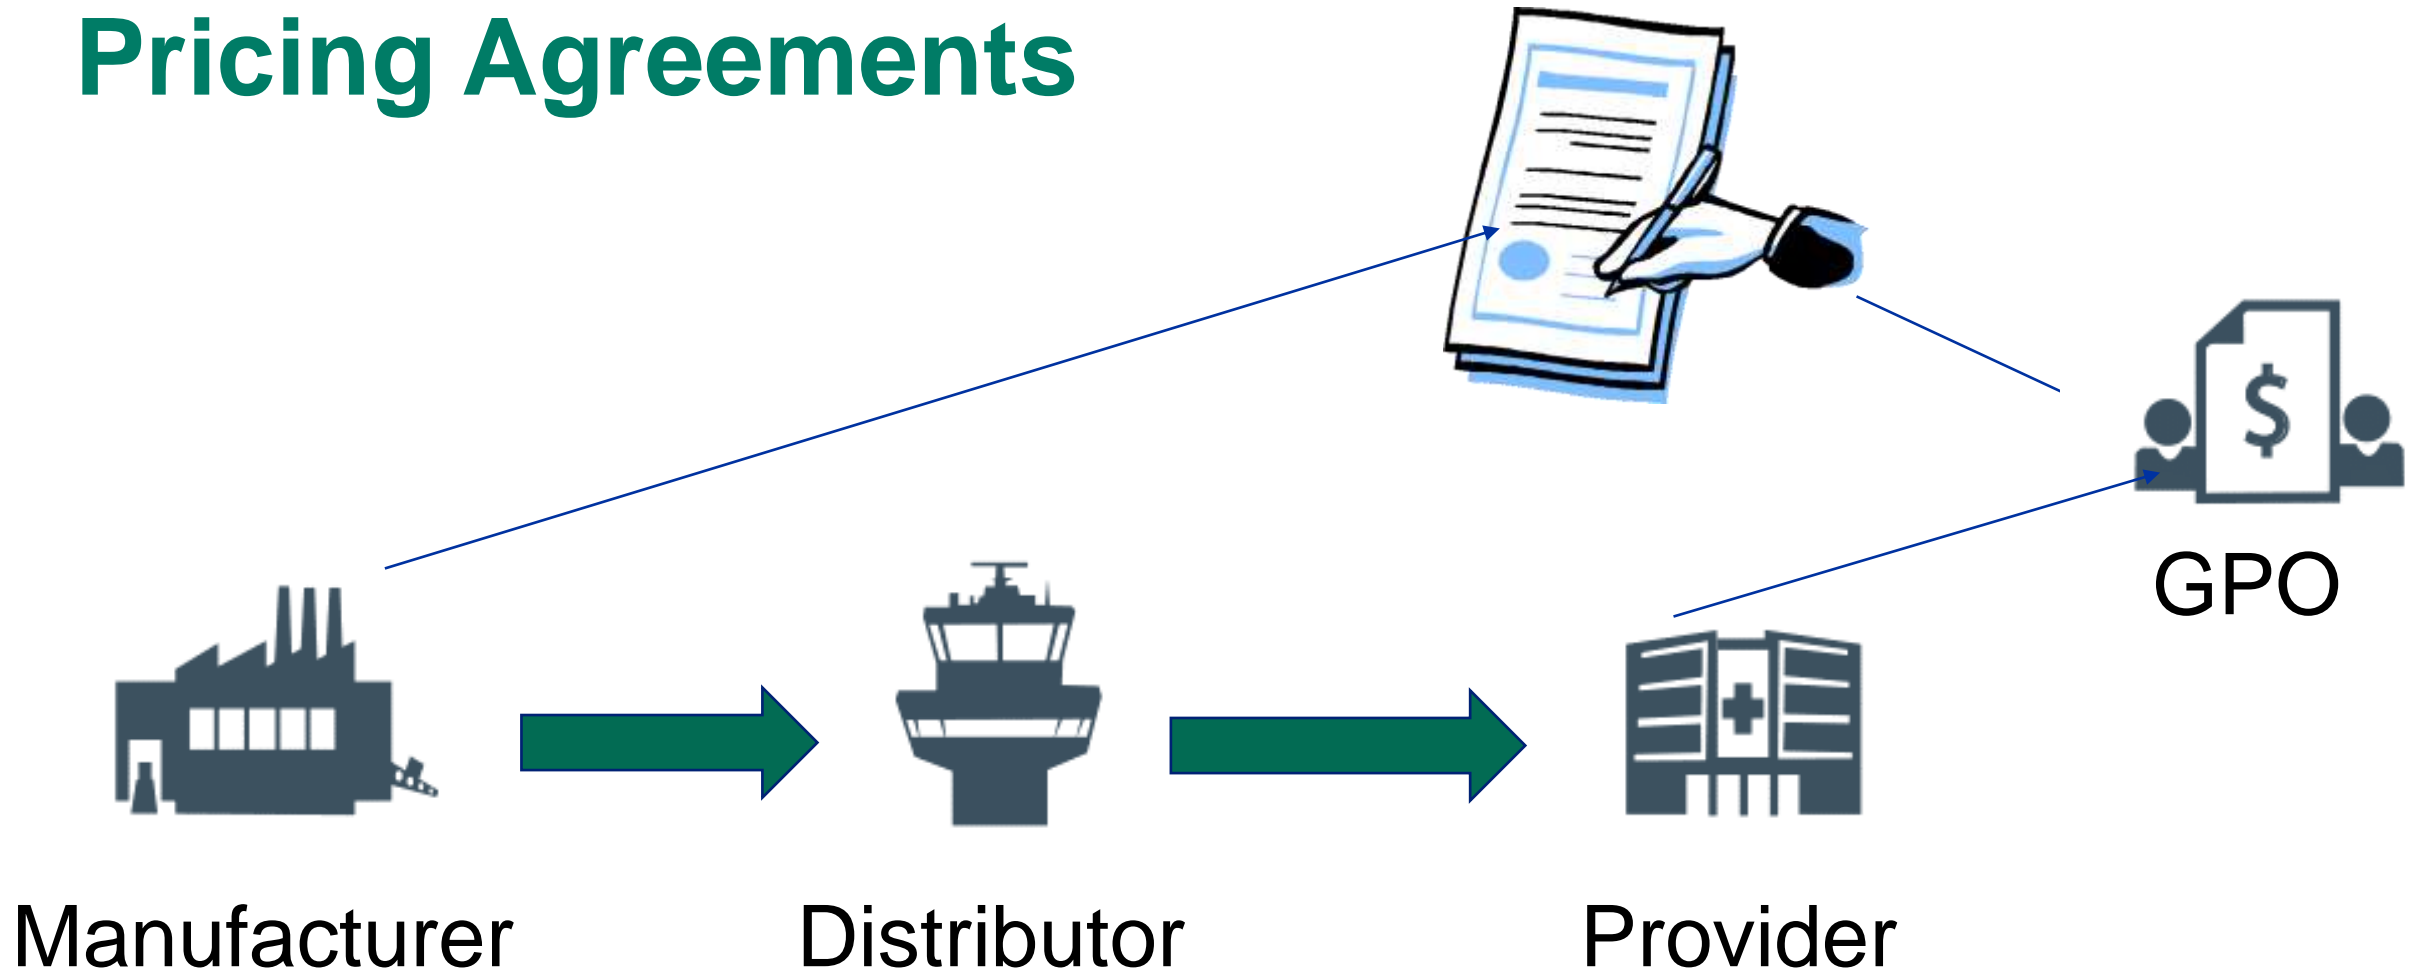 Pricing Agreements
$
GPO
Manufacturer
Distributor
Provider